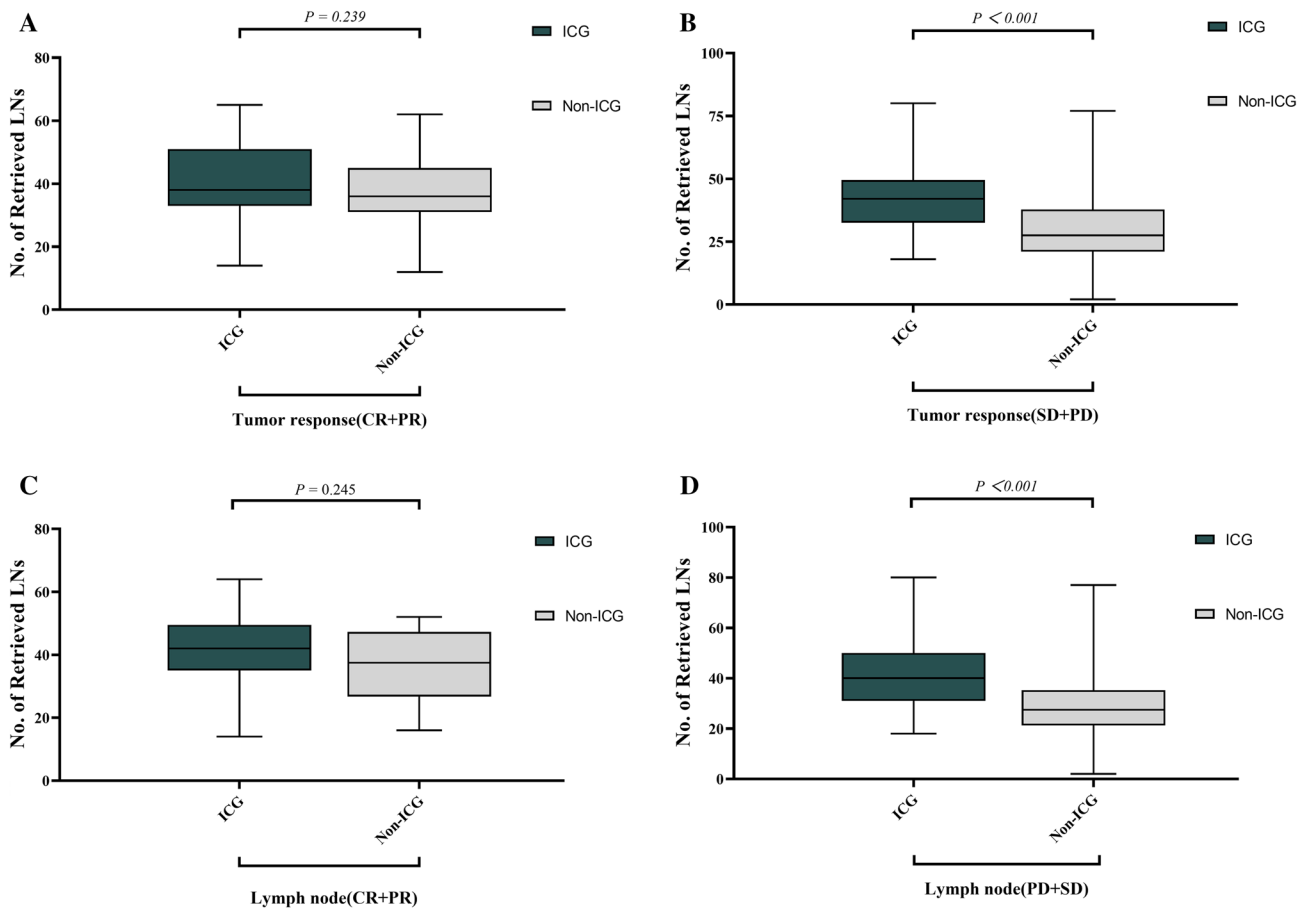 A
P = 0.239
ICG
Non-ICG
No. of Retrieved LNs
80
60
40
20
0
ICG
Non-ICG
Tumor response(CR+PR)
B
P < 0.001
ICG
Non-ICG
No. of Retrieved LNs
100
75
50
25
0
ICG
Non-ICG
Tumor response(SD+PD)
C
P = 0.245
ICG
Non-ICG
No. of Retrieved LNs
80
60
40
20
0
ICG
Non-ICG
Lymph node(CR+PR)
D
P <0.001
ICG
Non-ICG
No. of Retrieved LNs
100
80
60
40
20
0
ICG
Non-ICG
Lymph node(PD+SD)